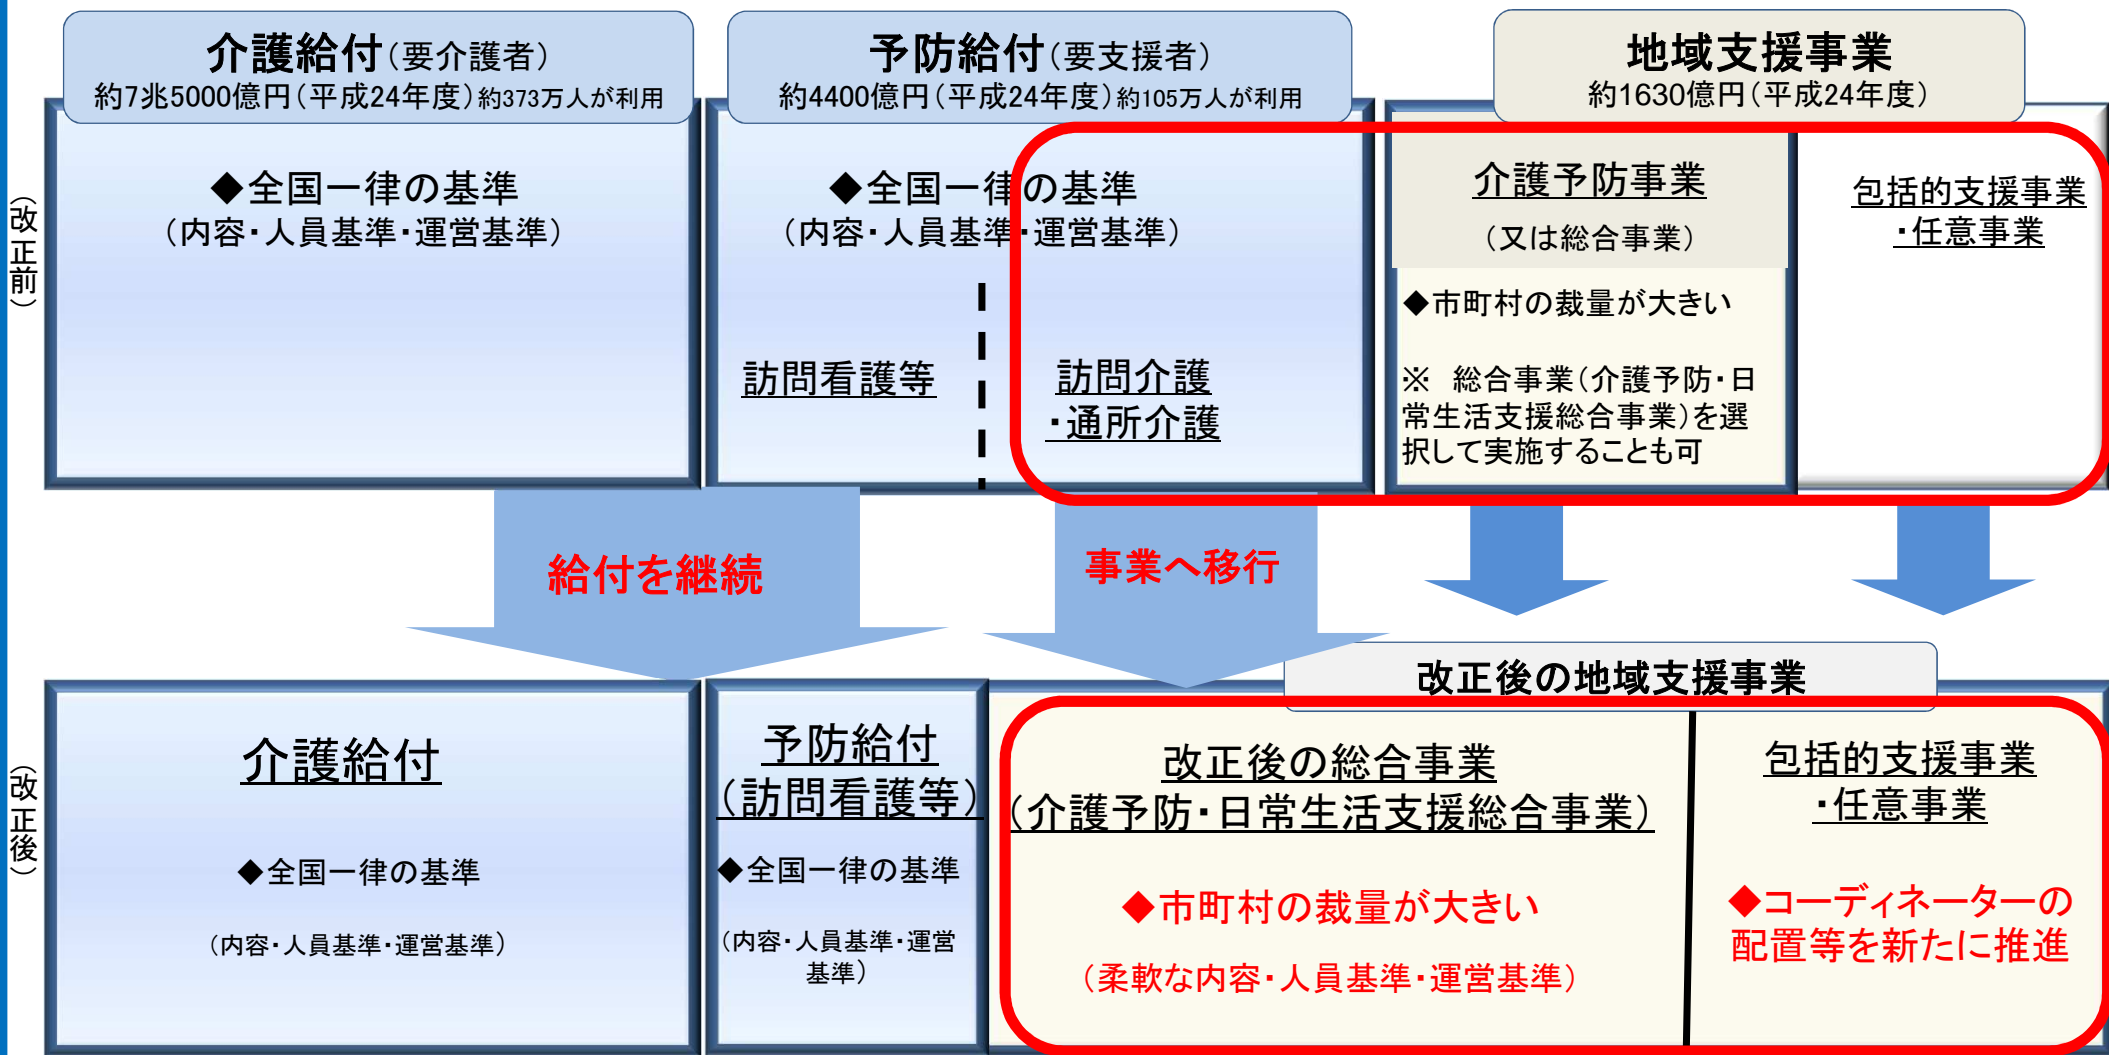 介護給付(要介護者)
約7兆5000億円(平成24年度)約373万人が利用
予防給付(要支援者)
約4400億円(平成24年度)約105万人が利用
地域支援事業
約1630億円(平成24年度)
(改正前)
◆全国一律の基準
(内容・人員基準・運営基準)
◆全国一律の基準
(内容・人員基準・運営基準)
訪問看護等
訪問介護
・通所介護
介護予防事業
(又は総合事業)
◆市町村の裁量が大きい
※ 総合事業(介護予防・日
常生活支援総合事業)を選
択して実施することも可
包括的支援事業
・任意事業
給付を継続
事業へ移行
改正後の地域支援事業
(改正後)
介護給付
◆全国一律の基準
(内容・人員基準・運営基準)
予防給付
(訪問看護等)
◆全国一律の基準
(内容・人員基準・運営
基準)
改正後の総合事業
(介護予防・日常生活支援総合事業)
◆市町村の裁量が大きい
(柔軟な内容・人員基準・運営基準)
包括的支援事業
・任意事業
◆コーディネーターの
配置等を新たに推進